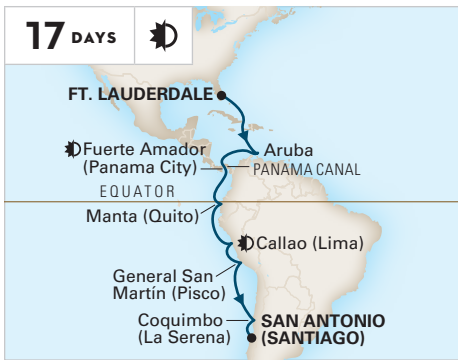 17 DAYS
FT. LAUDERDALE
Fuerte Amador
(Panama City)
Aruba
PANAMA CANAL
EQUATOR
Manta (Quito)
Callao (Lima)
General San
Martín (Pisco)
Coquimbo
(La Serena)
SAN ANTONIO
(SANTIAGO)